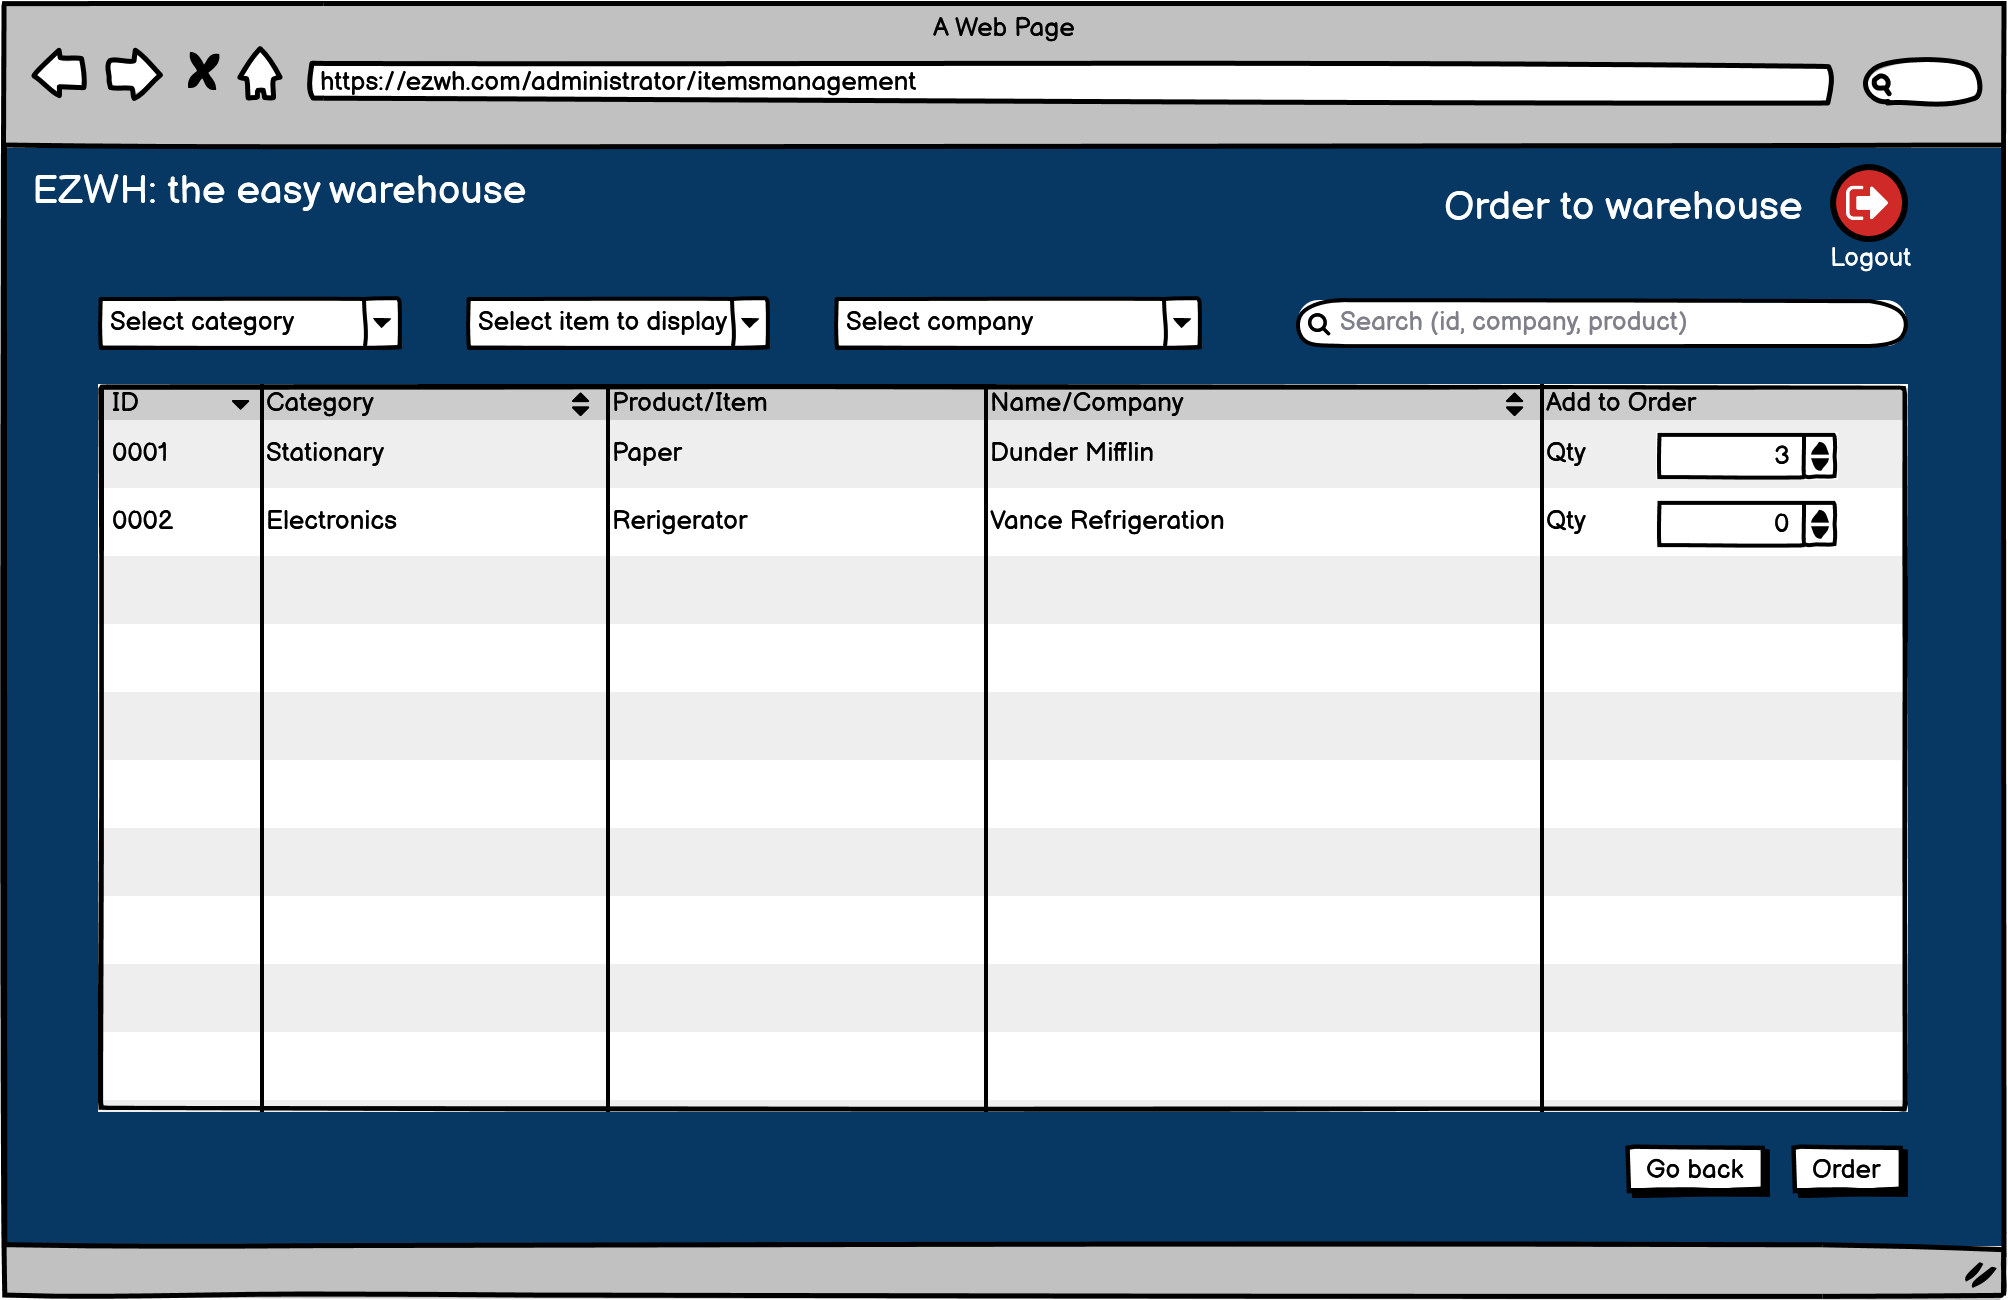 A Web Page
https://ezwh.com/administrator/itemsmanagement
EZWH: the easy warehouse
Order to warehouse
Logout
Select category
Select item to display
Select company
Search (id, company, product)
ID Category Product/Item Name/Company Add to Order
0001 Stationary Paper Dunder Mifflin Qty 3
0002 Electronics Rerigerator Vance Refrigeration Qty 0
Go back
Order